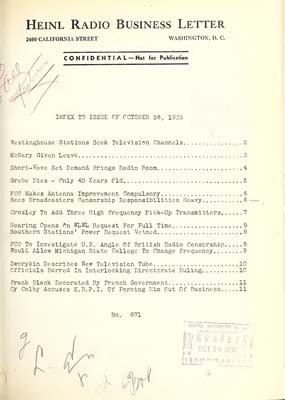 HEINL RADIO BUSINESS LETTER
2400 CALIFORNIA STREET WASHINGTON, D. C.
CONFIDENTIAL—Not for Publication
INDEX TO ISSUE OF OCTOBER 24, 1935
Westinghouse Stations Seek Television Channels....................2
McNary Given Leave....................3
Short-Wave Set Demand Brings Radio Boom....................4
Grebe Dies - Only 40 Years Old....................5
FCC Makes Antenna Improvement Compulsory....................6
Sees Broadcasters Censorship Responsibilities Heavy....................6
Crosley To Add Three High Frequency Pick-Up Transmitters....................7
Hearing Opens On WLWL Request For Full Time....................8
Southern Stations' Power Request Vetoed....................8
FCC To Investigate U.S. Angle Of British Radio Censorship....................9
Would Allow Michigan State College To Change Frequency....................9
Zworykin Describes New Television Tube....................10
Officials Barred In Interlocking Directorate Ruling....................10
Frank Black Decorated By French Government....................11
Cy Colby Accuses K.R.P.I. Of Forcing Him Out Of Business....................11
No. 871